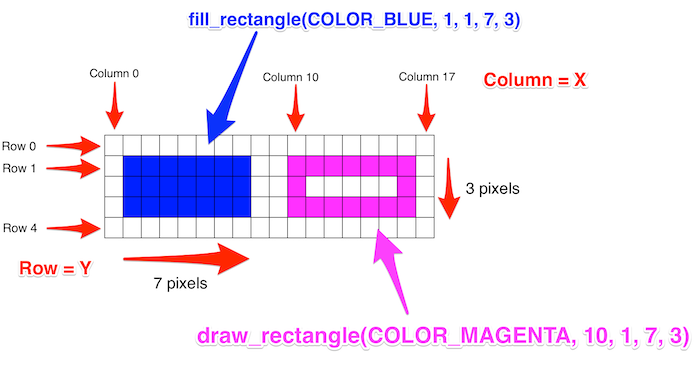 fill_rectangle(COLOR_BLUE, 1, 1, 7, 3)
Column 0
Column 10
Column 17
Column = X
Row 0
Row 1
3 pixels
Row 4
Row = Y
7 pixels
draw_rectangle(COLOR_MAGENTA, 10, 1, 7, 3)